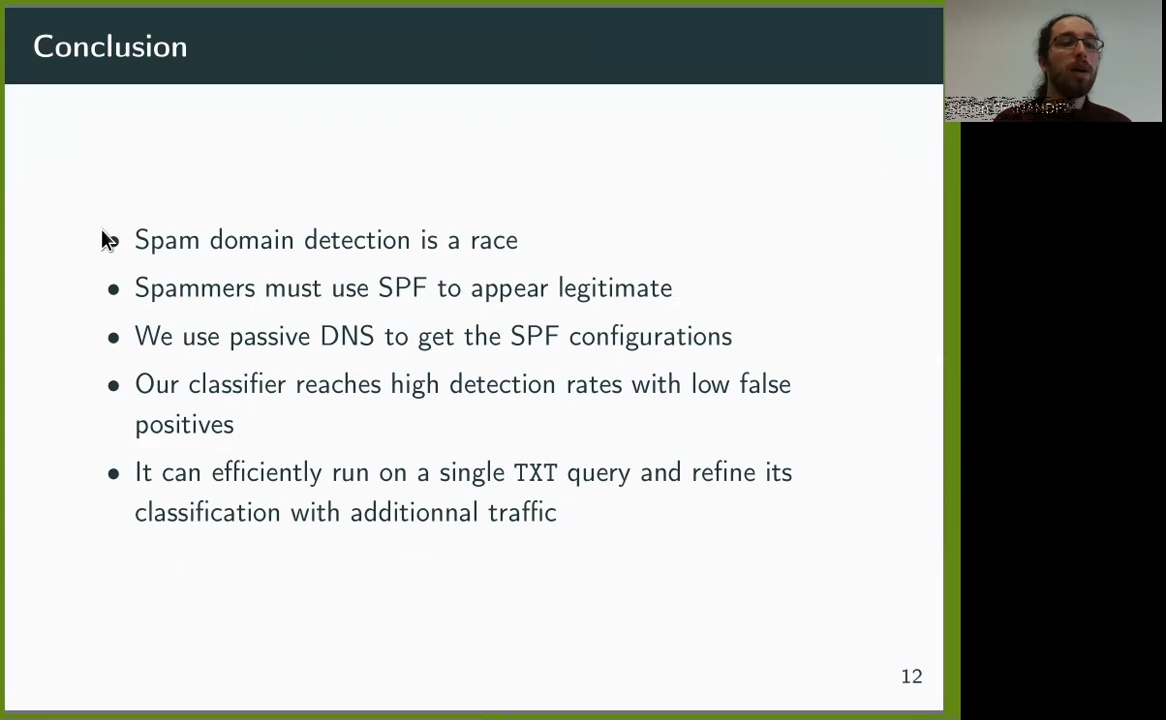 Conclusion
Spam domain detection is a race
Spammers must use SPF to appear legitimate
We use passive DNS to get the SPF configurations
Our classifier reaches high detection rates with low false
positives
It can efficiently run on a single TXT query and refine its
classification with additionnal traffic
12